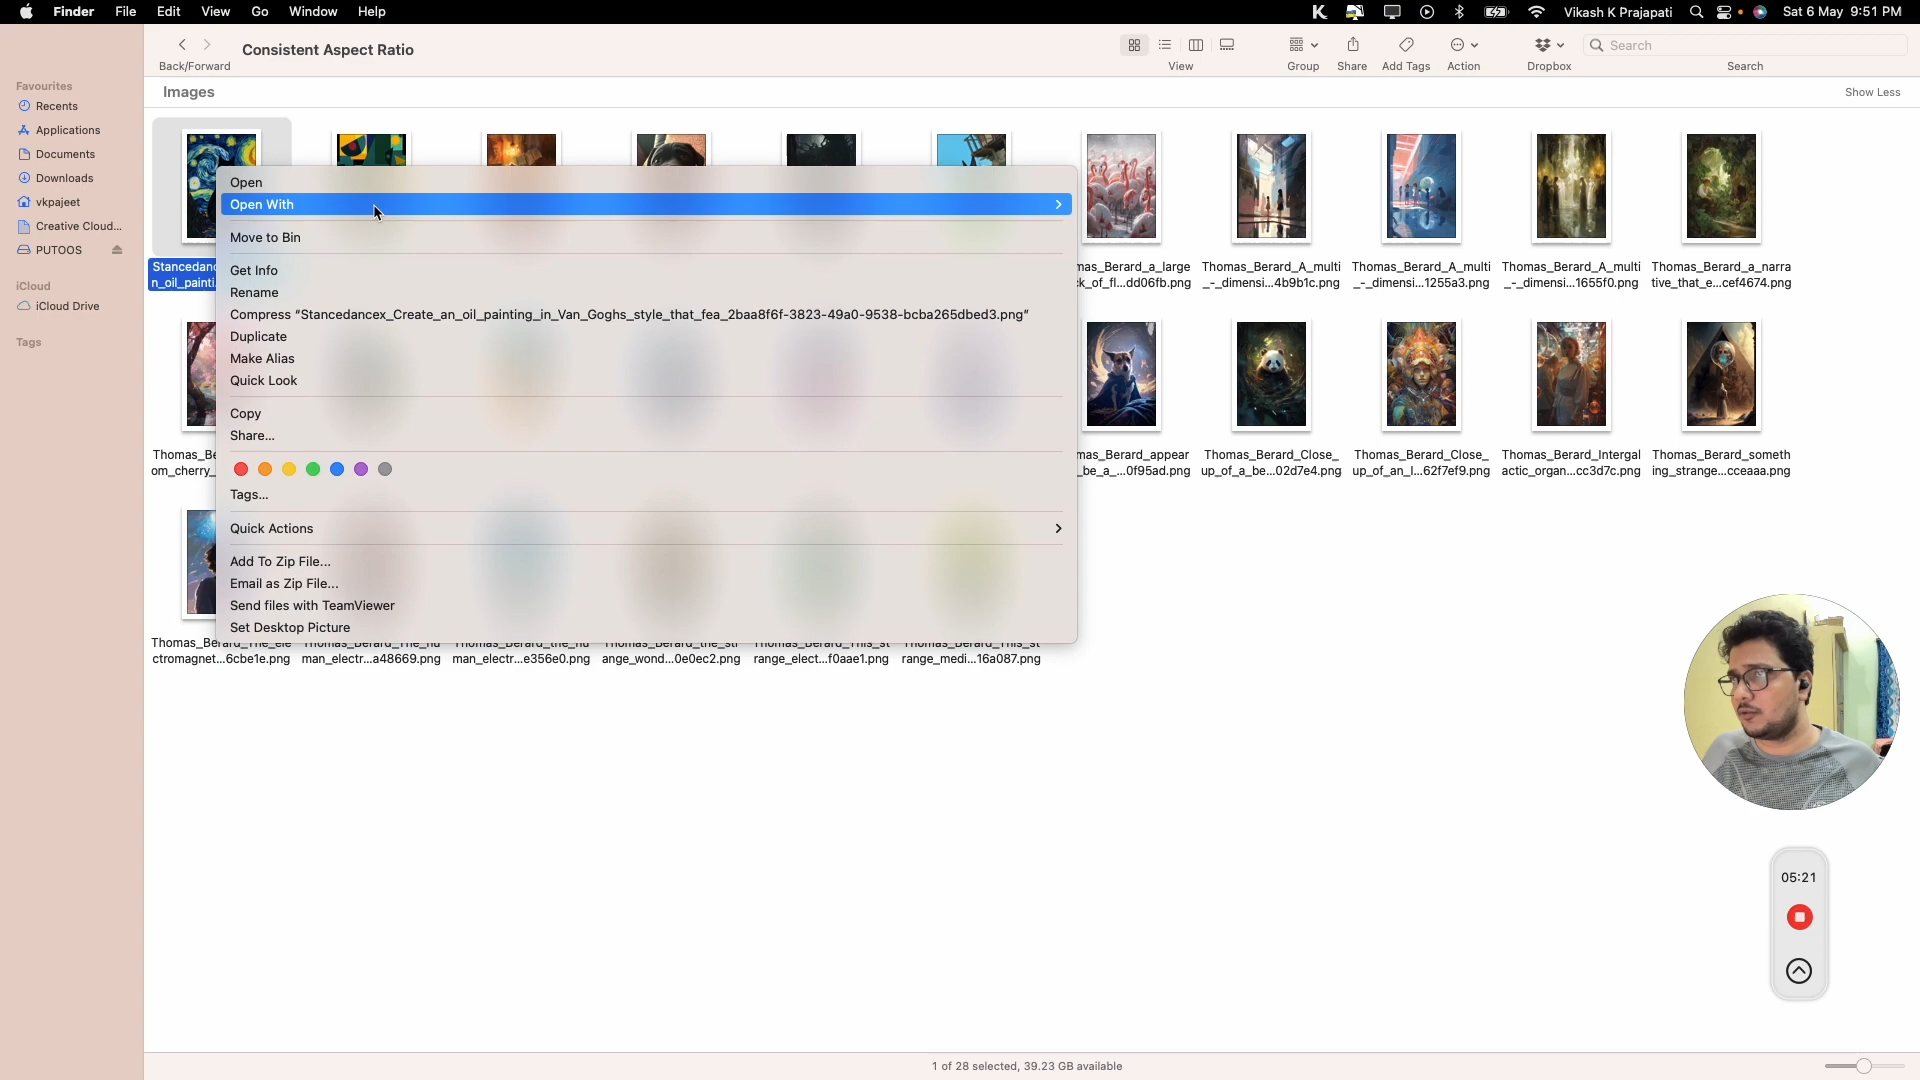 Finder File Edit View Go Window Help
Vikash K Prajapati Sat 6 May 9:51 PM
Back/Forward
Consistent Aspect Ratio
View
Group Share Add Tags Action
Dropbox
Search
Search
Favourites
Recents
Applications
Documents
Downloads
vkpajeet
Creative Cloud...
PUTOOS
iCloud
iCloud Drive
Tags
Images
Show Less
Open
Open With
Move to Bin
Get Info
Rename
Compress “Stancedancex_Create_an_oil_painting_in_Van_Goghs_style_that_fea_2baa8f6f-3823-49a0-9538-bcba265dbed3.png”
Duplicate
Make Alias
Quick Look
Copy
Share...
Tags...
Quick Actions
Add To Zip File...
Email as Zip File...
Send files with TeamViewer
Set Desktop Picture
Stancedanc
n_oil_painti.
mas_Berard_a_large
k_of_fl...dd06fb.png
Thomas_Berard_A_multi
_-_dimensi...4b9b1c.png
Thomas_Berard_A_multi
_-_dimensi...1255a3.png
Thomas_Berard_A_multi
_-_dimensi...1655f0.png
Thomas_Berard_a_narra
tive_that_e...cef4674.png
Thomas_Be
om_cherry_
mas_Berard_appear
be_a_...0f95ad.png
Thomas_Berard_Close_
up_of_a_be...02d7e4.png
Thomas_Berard_Close_
up_of_an_I...62f7ef9.png
Thomas_Berard_Intergal
actic_organ...cc3d7c.png
Thomas_Berard_someth
ing_strange...cceaaa.png
Thomas_Berard_The_ele
ctromagnet...6cbe1e.png
Thomas_Berard_The_hu
man_electr...a48669.png
Thomas_Berard_the_hu
man_electr...e356e0.png
Thomas_Berard_the_str
ange_wond...0e0ec2.png
Thomas_Berard_This_st
range_elect...f0aae1.png
Thomas_Berard_This_st
range_medi...16a087.png
05:21
1 of 28 selected, 39.23 GB available